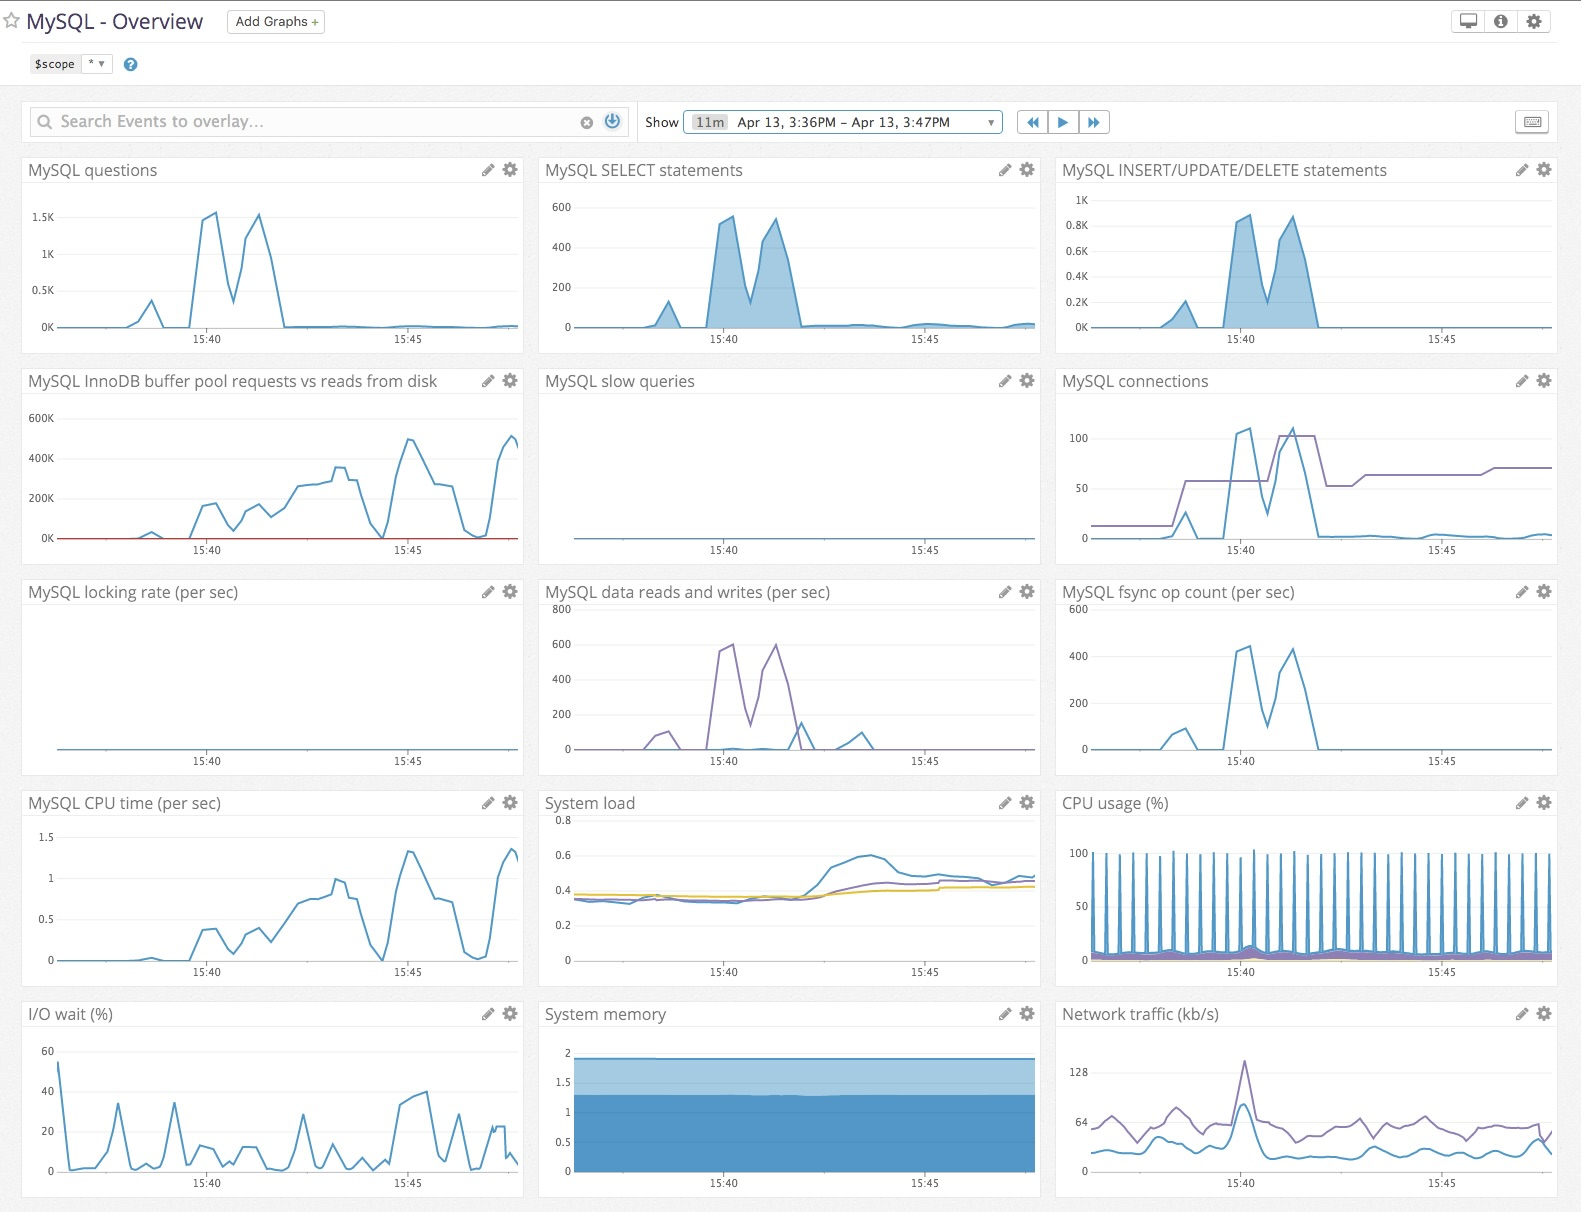 MySQL - Overview
Add Graphs +
$scope * ▾
?
Search Events to overlay...
Show 11m Apr 13, 3:36PM – Apr 13, 3:47PM
MySQL questions
1.5K
1K
0.5K
0K
15:40 15:45
MySQL SELECT statements
600
400
200
0
15:40 15:45
MySQL INSERT/UPDATE/DELETE statements
1K
0.8K
0.6K
0.4K
0.2K
0K
15:40 15:45
MySQL InnoDB buffer pool requests vs reads from disk
600K
400K
200K
0K
15:40 15:45
MySQL slow queries
15:40 15:45
MySQL connections
100
50
0
15:40 15:45
MySQL locking rate (per sec)
15:40 15:45
MySQL data reads and writes (per sec)
800
600
400
200
0
15:40 15:45
MySQL fsync op count (per sec)
600
400
200
0
15:40 15:45
MySQL CPU time (per sec)
1.5
1
0.5
0
15:40 15:45
System load
0.8
0.6
0.4
0.2
0
15:40 15:45
CPU usage (%)
100
50
0
15:40 15:45
I/O wait (%)
60
40
20
0
15:40 15:45
System memory
2
1.5
1
0.5
0
15:40 15:45
Network traffic (kb/s)
128
64
0
15:40 15:45